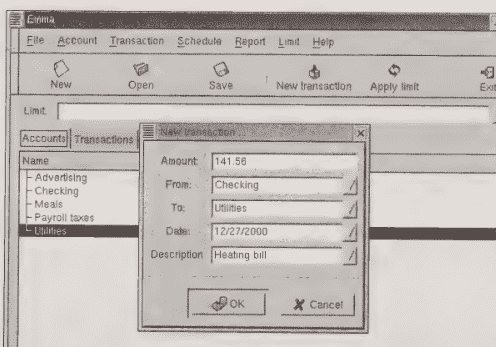 Emma
File Account Transaction Schedule Report Limit Help
New Open Save New transaction Apply limit Exit
Limit:
Accounts Transactions
New transaction
Name
Advertising
Checking
Meals
Payroll taxes
Utilities
Amount: 141.56
From: Checking
To: Utilities
Date: 12/27/2000
Description Heating bill
OK Cancel